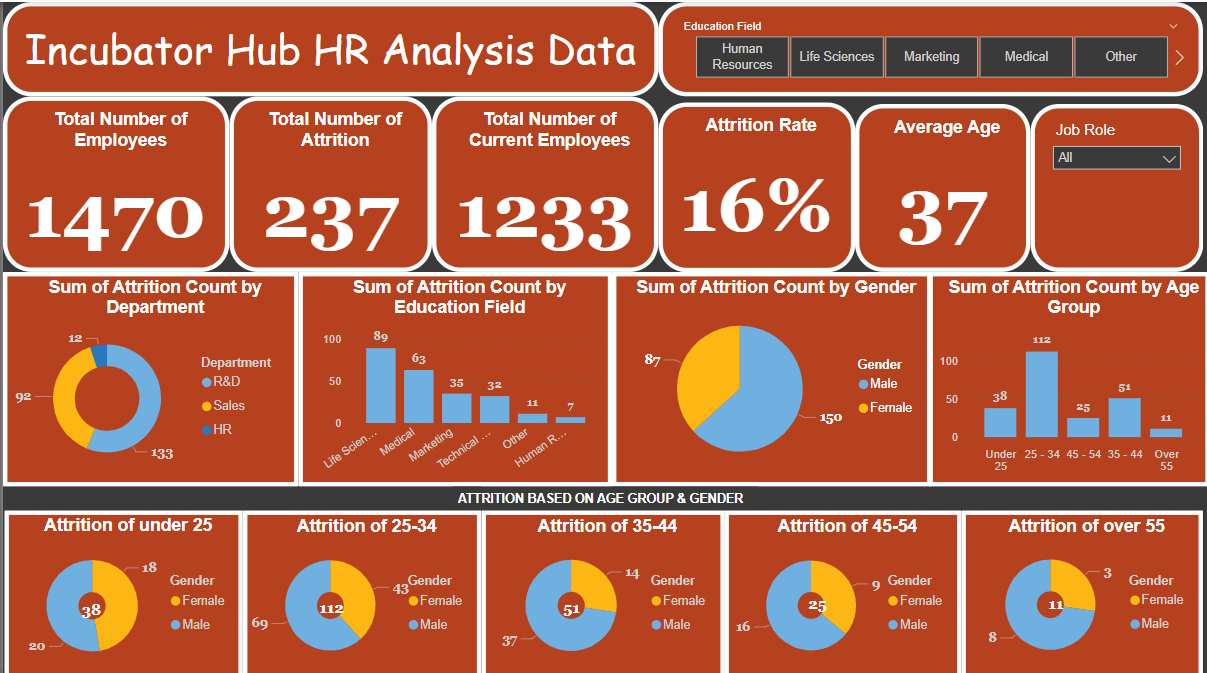 Incubator Hub HR Analysis Data
Education Field
Human
Resources
Life Sciences
Marketing
Medical
Other
Total Number of
Employees
1470
Total Number of
Attrition
237
Total Number of
Current Employees
1233
Attrition Rate
16%
Average Age
37
Job Role
All
Sum of Attrition Count by
Department
12
92
133
Department
R&D
Sales
HR
Sum of Attrition Count by
Education Field
100
50
0
89
63
35
32
11
7
Life Scien...
Medical
Marketing
Technical ...
Other
Human R...
Sum of Attrition Count by Gender
87
150
Gender
Male
Female
Sum of Attrition Count by Age
Group
100
50
0
38
112
25
51
11
Under
25
25 - 34
45 - 54
35 - 44
Over
55
ATTRITION BASED ON AGE GROUP & GENDER
Attrition of under 25
18
38
20
Gender
Female
Male
Attrition of 25-34
43
112
69
Gender
Female
Male
Attrition of 35-44
14
51
37
Gender
Female
Male
Attrition of 45-54
9
25
16
Gender
Female
Male
Attrition of over 55
3
11
8
Gender
Female
Male